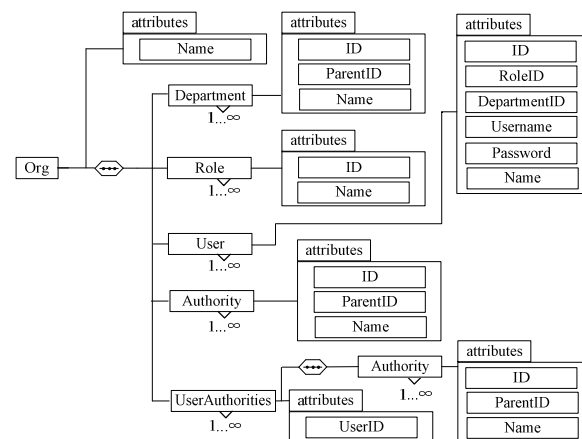 attributes
Name
attributes
ID
ParentID
Name
attributes
ID
RoleID
DepartmentID
Username
Password
Name
Department
1...∞
Org
Role
1...∞
attributes
ID
Name
User
1...∞
attributes
ID
ParentID
Name
Authority
1...∞
Authority
1...∞
attributes
ID
ParentID
Name
UserAuthorities
1...∞
attributes
UserID